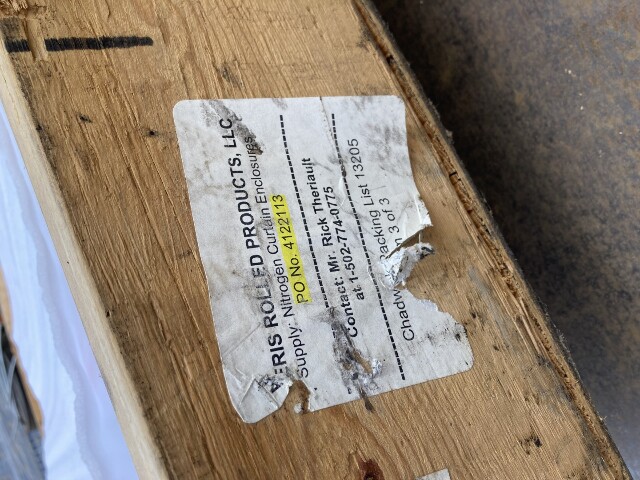 ERIS ROLLED PRODUCTS, LLC
Supply: Nitrogen Curtain Enclosures
PO No. 4122113
Contact: Mr. Rick Theriault
at 1-502-774-0775
Chadw Packing List 13205
n 3 of 3